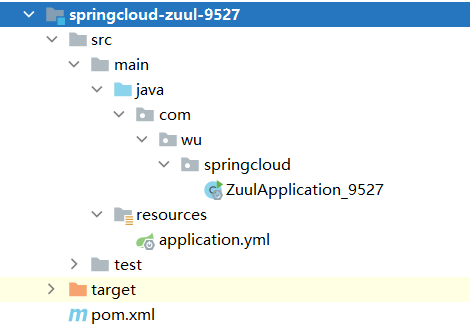 springcloud-zuul-9527
src
main
java
com
wu
springcloud
ZuulApplication_9527
resources
application.yml
test
target
pom.xml